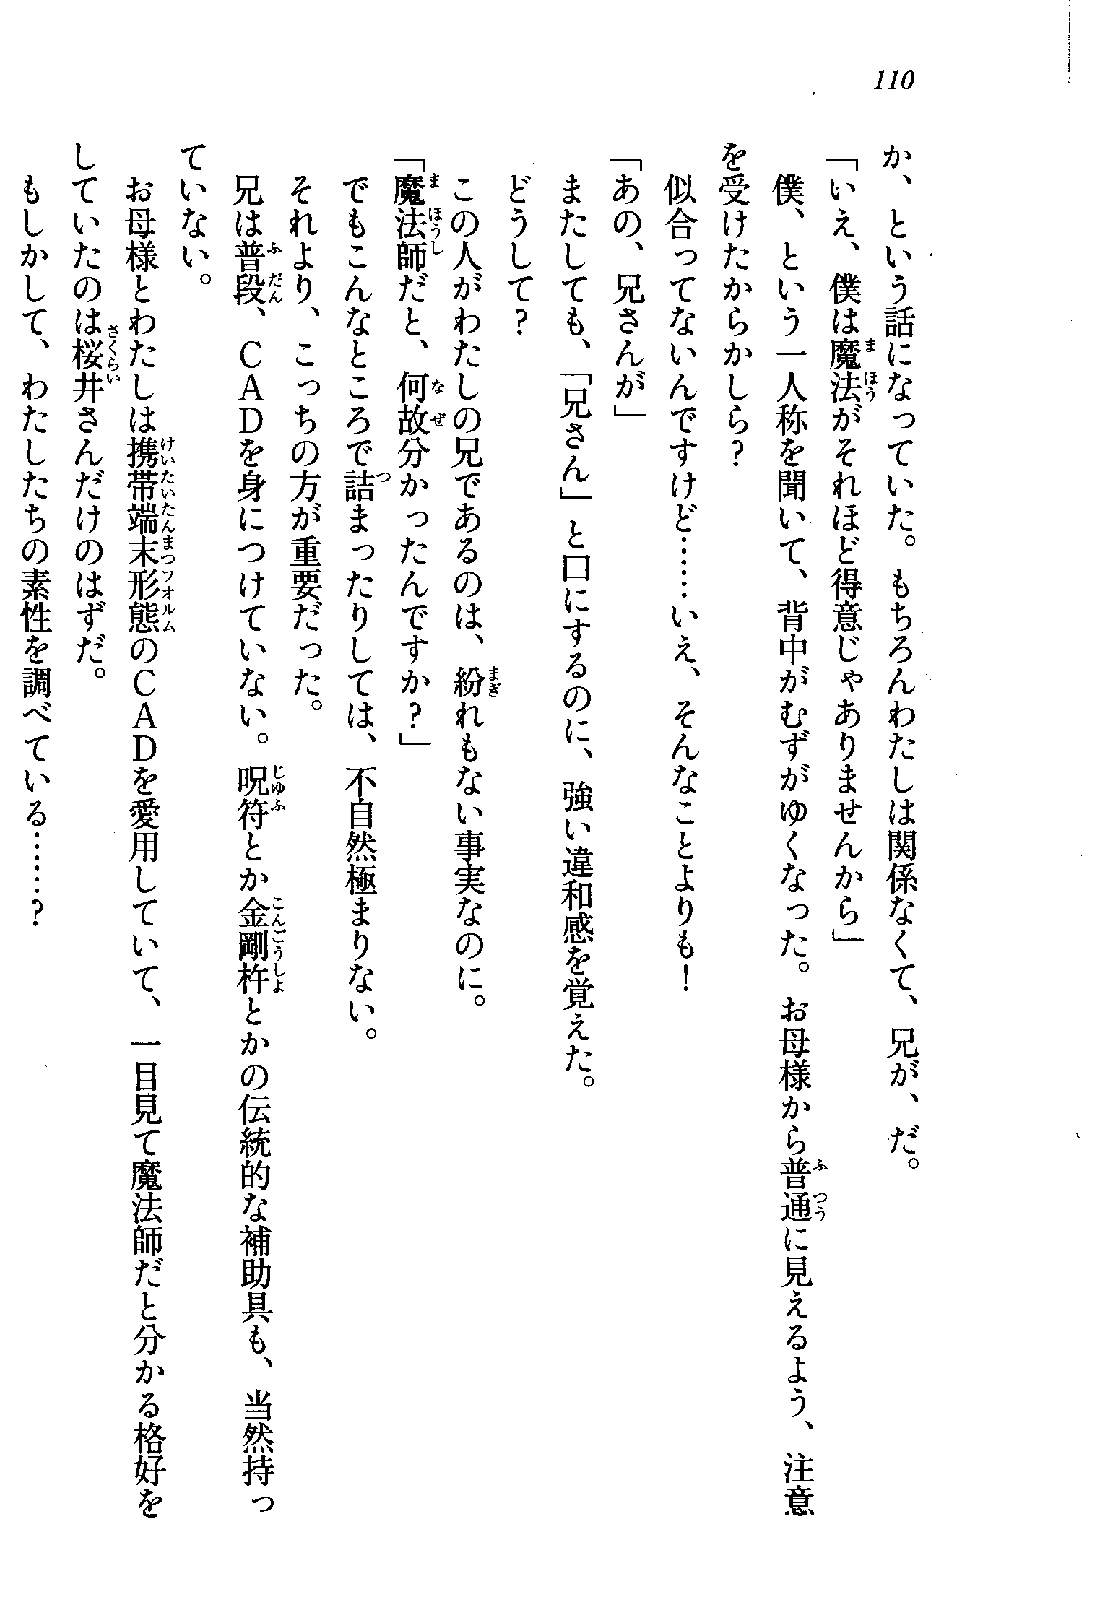 110
か、という話になっていた。もちろんわたしは関係なくて、兄が、だ。
「いえ、僕は魔法がそれほど得意じゃありませんから」
僕、という一人称を聞いて、背中がむずがゆくなった。お母様から普通に見えるよう、注意
を受けたからかしら？
似合ってないんですけど……いえ、そんなことよりも！
「あの、兄さんが」
またしても、「兄さん」と口にするのに、強い違和感を覚えた。
どうして？
この人がわたしの兄であるのは、紛れもない事実なのに。
「魔法師だと、何故分かったんですか？」
でもこんなところで詰まったりしては、不自然極まりない。
それより、こっちの方が重要だった。
兄は普段、ＣＡＤを身につけていない。呪符とか金剛杵とかの伝統的な補助具も、当然持っ
ていない。
お母様とわたしは携帯端末形態のＣＡＤを愛用していて、一目見て魔法師だと分かる格好を
していたのは桜井さんだけのはずだ。
もしかして、わたしたちの素性を調べている……？